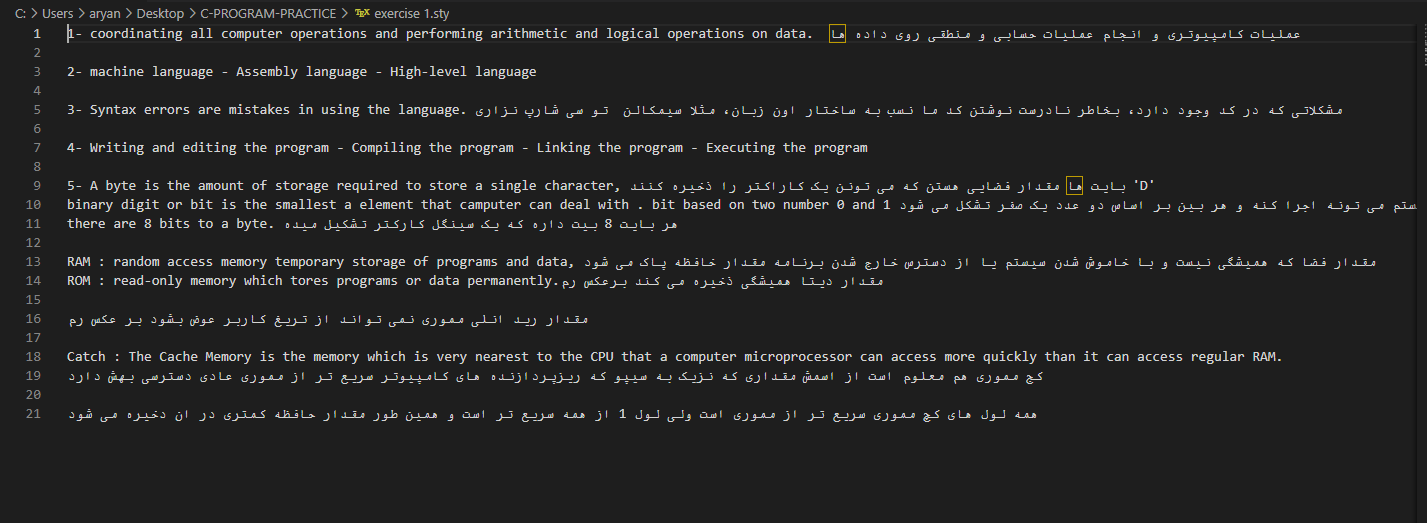 C: > Users > aryan > Desktop > C-PROGRAM-PRACTICE > TEX exercise 1.sty
1 1- coordinating all computer operations and performing arithmetic and logical operations on data. عملیات کامپیوتری و انجام عملیات حسابی و منطقی روی داده ها
2
3 2- machine language - Assembly language - High-level language
4
5 3- Syntax errors are mistakes in using the language. مشکلاتی که در کد وجود دارد، بخاطر نادرست نوشتن کد ما نسب به ساختار اون زبان، مثلا سیمکالن تو سی شارپ نزاری
6
7 4- Writing and editing the program - Compiling the program - Linking the program - Executing the program
8
9 5- A byte is the amount of storage required to store a single character, بایت ها مقدار فضایی هستن که می تونن یک کاراکتر را ذخیره کنند 'D'
10 binary digit or bit is the smallest a element that camputer can deal with . bit based on two number 0 and 1 ستم می تونه اجرا کنه و هر بین بر اساس دو عدد یک صفر تشکل می شود
11 there are 8 bits to a byte. هر بایت 8 بیت داره که یک سینگل کارکتر تشکیل میده
12
13 RAM : random access memory temporary storage of programs and data, مقدار فضا که همیشگی نیست و با خاموش شدن سیستم یا از دسترس خارج شدن برنامه مقدار خافظه پاک می شود
14 ROM : read-only memory which tores programs or data permanently. مقدار دیتا همیشگی ذخیره می کند برعکس رم
15
16 مقدار رید انلی مموری نمی تواند از تریغ کاربر عوض بشود بر عکس رم
17
18 Catch : The Cache Memory is the memory which is very nearest to the CPU that a computer microprocessor can access more quickly than it can access regular RAM.
19 کچ مموری هم معلوم است از اسمش مقداری که نزیک به سیپو که ریزپردازنده های کامپیوتر سریع تر از مموری عادی دسترسی بهش دارد
20
21 همه لول های کچ مموری سریع تر از مموری است ولی لول 1 از همه سریع تر است و همین طور مقدار حافظه کمتری در ان دخیره می شود